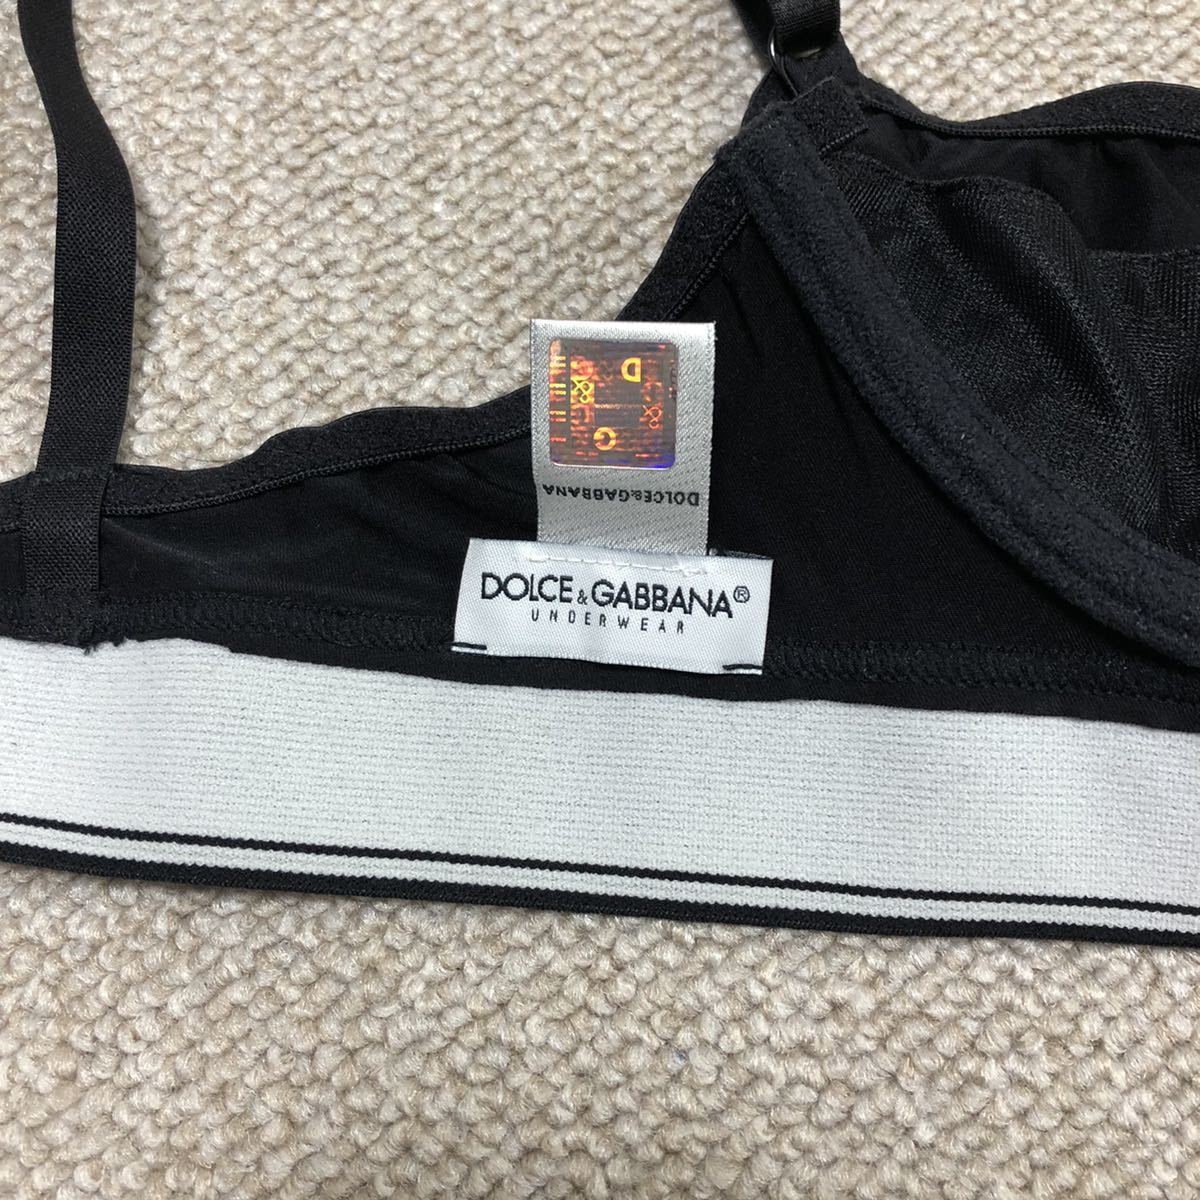 D
&
G
DOLCE&GABBANA
DOLCE&GABBANA®
UNDERWEAR